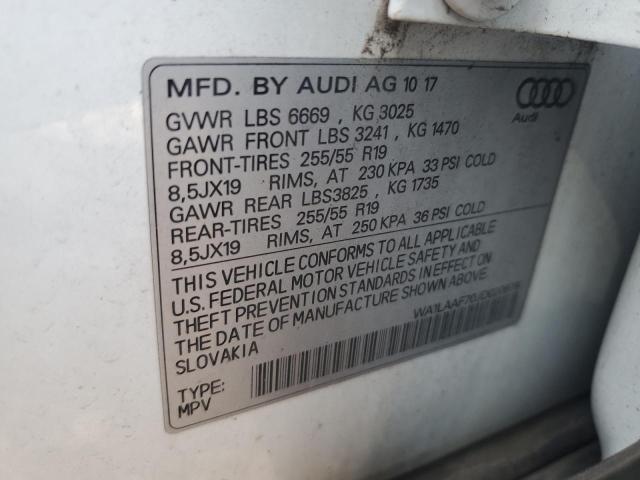 MFD. BY AUDI AG 10 17
Audi
GVWR LBS 6669 , KG 3025
GAWR FRONT LBS 3241 , KG 1470
FRONT-TIRES 255/55 R19
8,5JX19 RIMS, AT 230 KPA 33 PSI COLD
GAWR REAR LBS3825 , KG 1735
REAR-TIRES 255/55 R19
8,5JX19 RIMS, AT 250 KPA 36 PSI COLD
THIS VEHICLE CONFORMS TO ALL APPLICABLE
U.S. FEDERAL MOTOR VEHICLE SAFETY AND
THEFT PREVENTION STANDARDS IN EFFECT ON
THE DATE OF MANUFACTURE SHOWN ABOVE.
SLOVAKIA
TYPE:
MPV